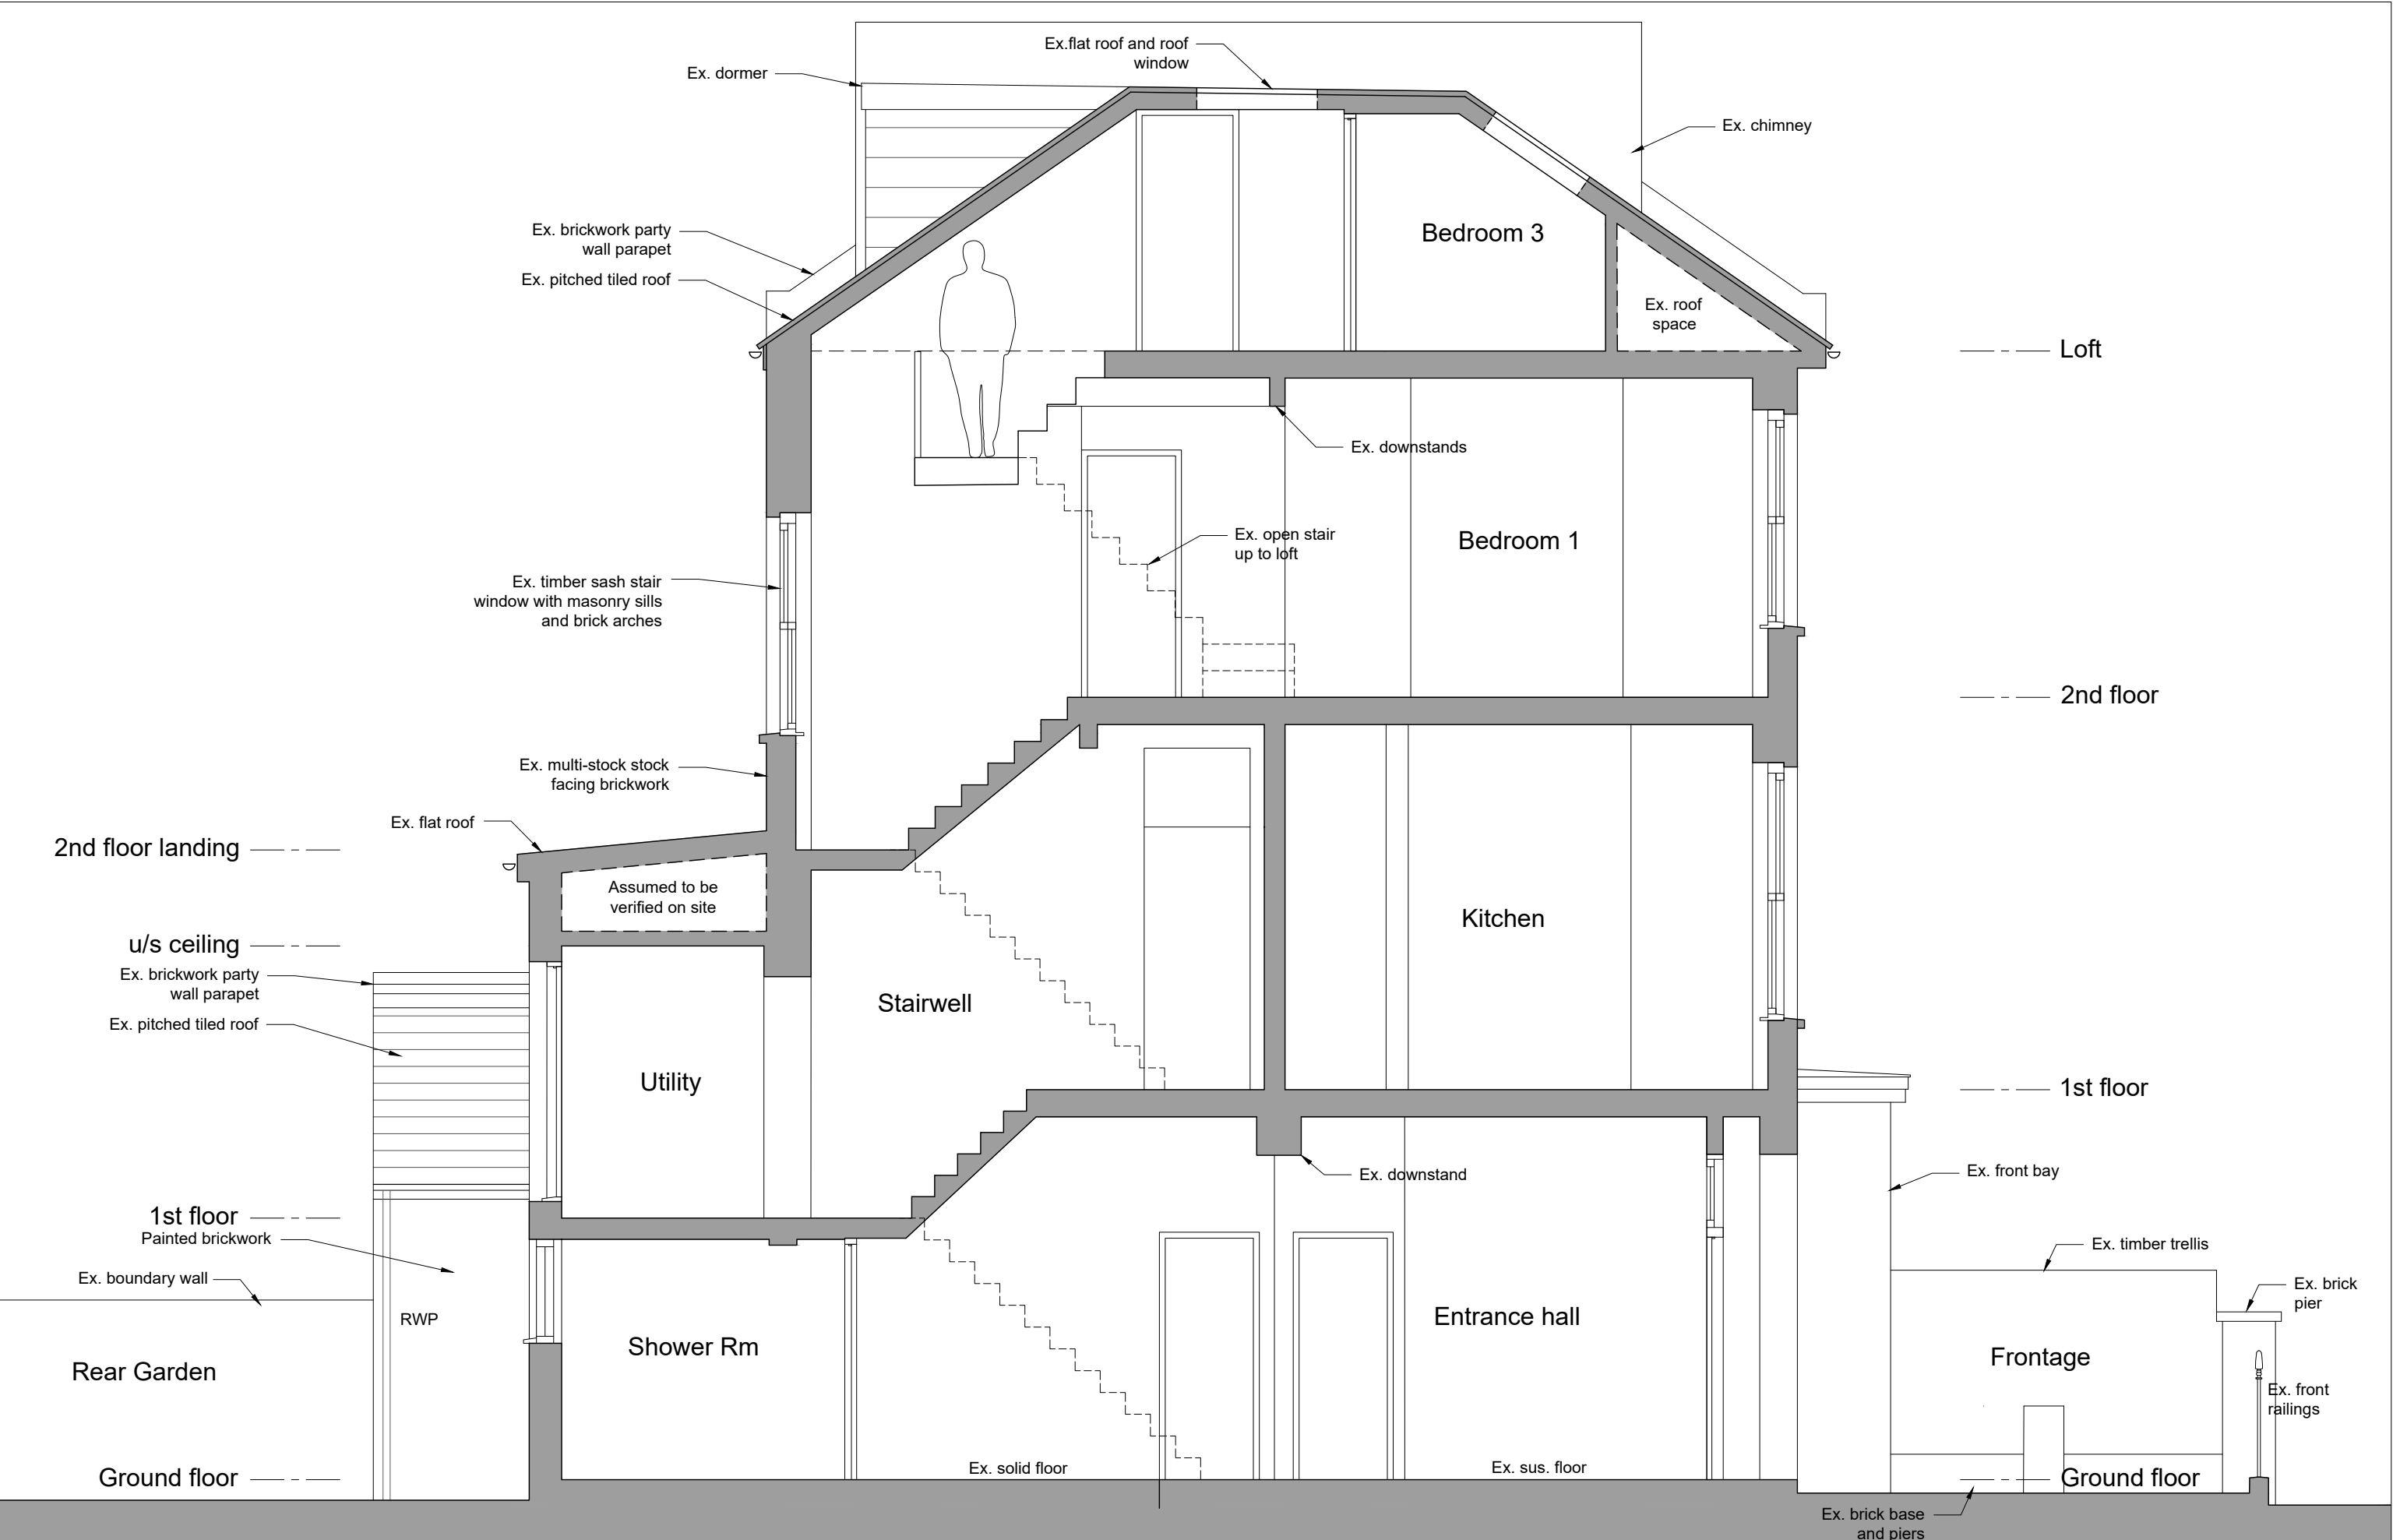 Ex.flat roof and roof
window
Ex. dormer
Ex. chimney
Ex. brickwork party
wall parapet
Ex. pitched tiled roof
Bedroom 3
Ex. roof
space
Loft
Ex. downstands
Ex. open stair
up to loft
Bedroom 1
Ex. timber sash stair
window with masonry sills
and brick arches
2nd floor
Ex. multi-stock stock
facing brickwork
Ex. flat roof
2nd floor landing
Assumed to be
verified on site
Kitchen
u/s ceiling
Ex. brickwork party
wall parapet
Ex. pitched tiled roof
Stairwell
Utility
1st floor
Ex. downstand
Ex. front bay
1st floor
Painted brickwork
Ex. boundary wall
Ex. timber trellis
Ex. brick
pier
RWP
Entrance hall
Shower Rm
Rear Garden
Frontage
Ex. front
railings
Ex. solid floor
Ex. sus. floor
Ground floor
Ground floor
Ex. brick base
and piers